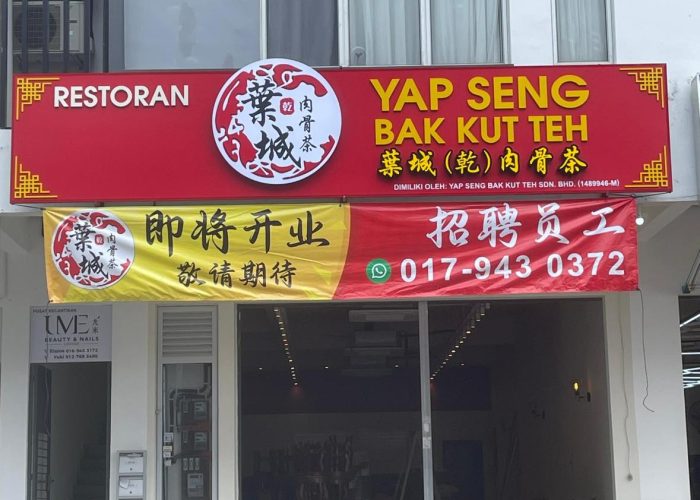 RESTORAN
葉城
乾
肉骨茶
YAP SENG
BAK KUT TEH
葉城(乾)肉骨茶
DIMILIKI OLEH: YAP SENG BAK KUT TEH SDN. BHD. (1489946-M)
葉城
乾
肉骨茶
即将开业
敬请期待
招聘员工
017-943 0372
PUSAT KECANTIKAN
UME
BEAUTY & NAILS